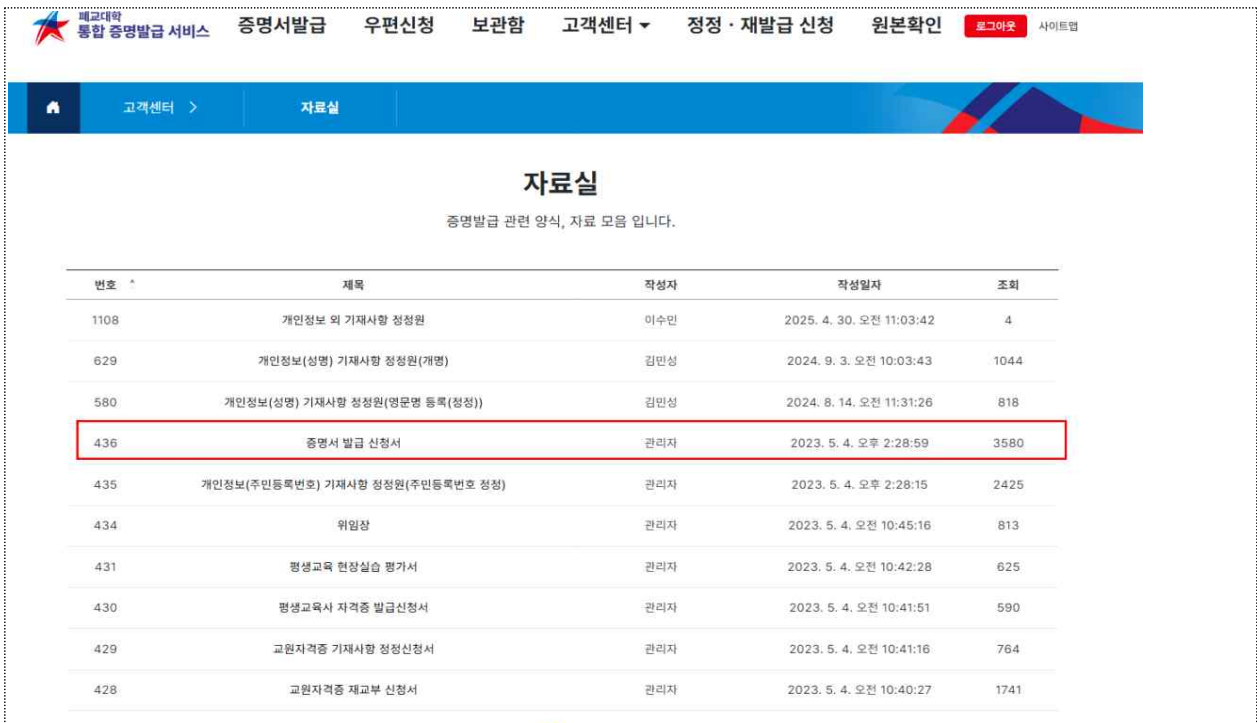 폐교대학
통합 증명발급 서비스 증명서발급 우편신청 보관함 고객센터 정정 · 재발급 신청 원본확인 로그아웃 사이트맵
고객센터 > 자료실
자료실
증명발급 관련 양식, 자료 모음 입니다.
번호 제목 작성자 작성일자 조회
1108 개인정보 외 기재사항 정정원 이수민 2025. 4. 30. 오전 11:03:42 4
629 개인정보(성명) 기재사항 정정원(개명) 김민성 2024. 9. 3. 오전 10:03:43 1044
580 개인정보(성명) 기재사항 정정원(영문명 등록(정정)) 김민성 2024. 8. 14. 오전 11:31:26 818
436 증명서 발급 신청서 관리자 2023. 5. 4. 오후 2:28:59 3580
435 개인정보(주민등록번호) 기재사항 정정원(주민등록번호 정정) 관리자 2023. 5. 4. 오후 2:28:15 2425
434 위임장 관리자 2023. 5. 4. 오전 10:45:16 813
431 평생교육 현장실습 평가서 관리자 2023. 5. 4. 오전 10:42:28 625
430 평생교육사 자격증 발급신청서 관리자 2023. 5. 4. 오전 10:41:51 590
429 교원자격증 기재사항 정정신청서 관리자 2023. 5. 4. 오전 10:41:16 764
428 교원자격증 재교부 신청서 관리자 2023. 5. 4. 오전 10:40:27 1741